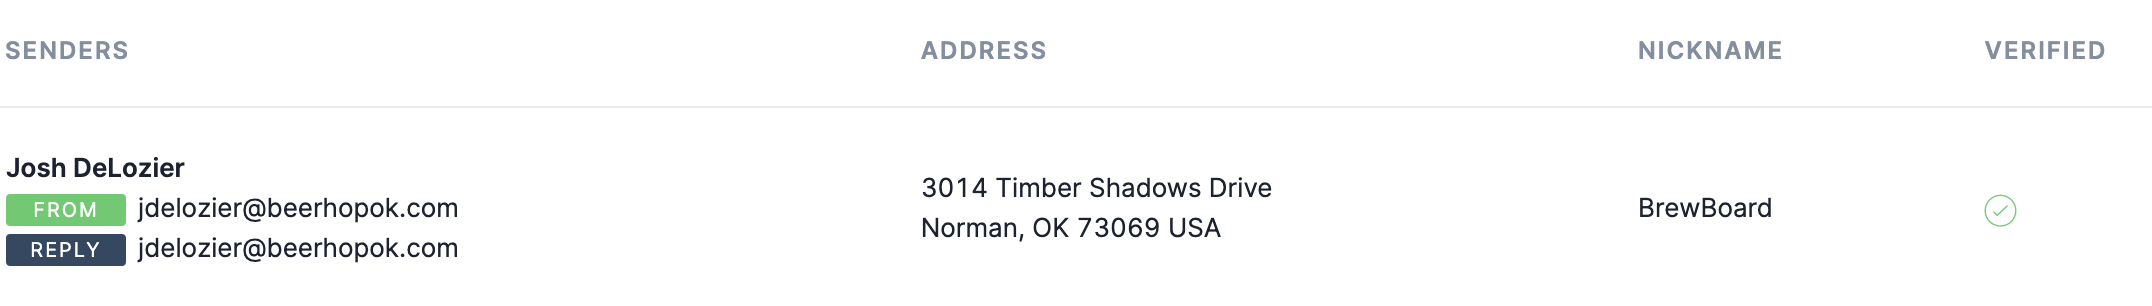 SENDERS ADDRESS NICKNAME VERIFIED
Josh DeLozier
FROM jdelozier@beerhopok.com
REPLY jdelozier@beerhopok.com
3014 Timber Shadows Drive
Norman, OK 73069 USA
BrewBoard